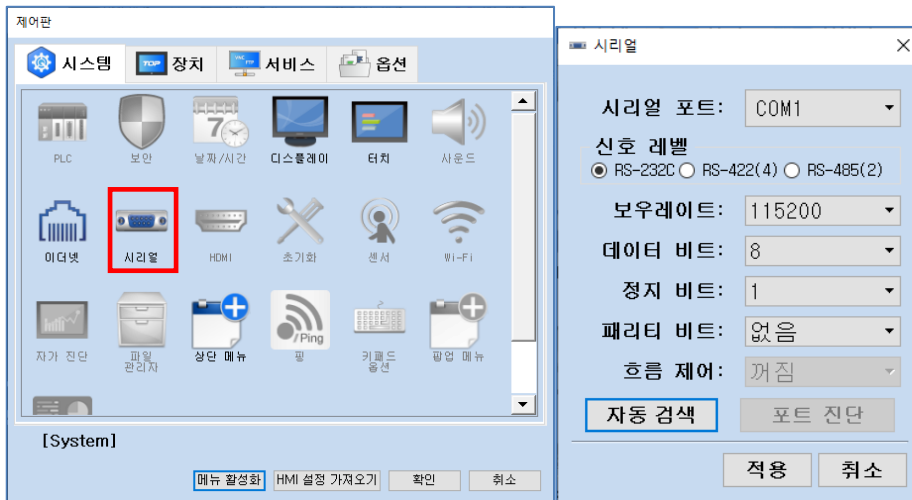 제어판
시스템 장치 서비스 옵션
PLC 보안 날짜/시간 디스플레이 터치 사운드
7
이더넷 시리얼 HDMI 초기화 센서 Wi-Fi
/Ping
자가 진단 파일 관리자 상단 메뉴 핑 키패드 옵션 팝업 메뉴
[System]
메뉴 활성화 HMI 설정 가져오기 확인 취소
시리얼
시리얼 포트: COM1
신호 레벨
RS-232C RS-422(4) RS-485(2)
보우레이트: 115200
데이터 비트: 8
정지 비트: 1
패리티 비트: 없음
흐름 제어: 꺼짐
자동 검색 포트 진단
적용 취소